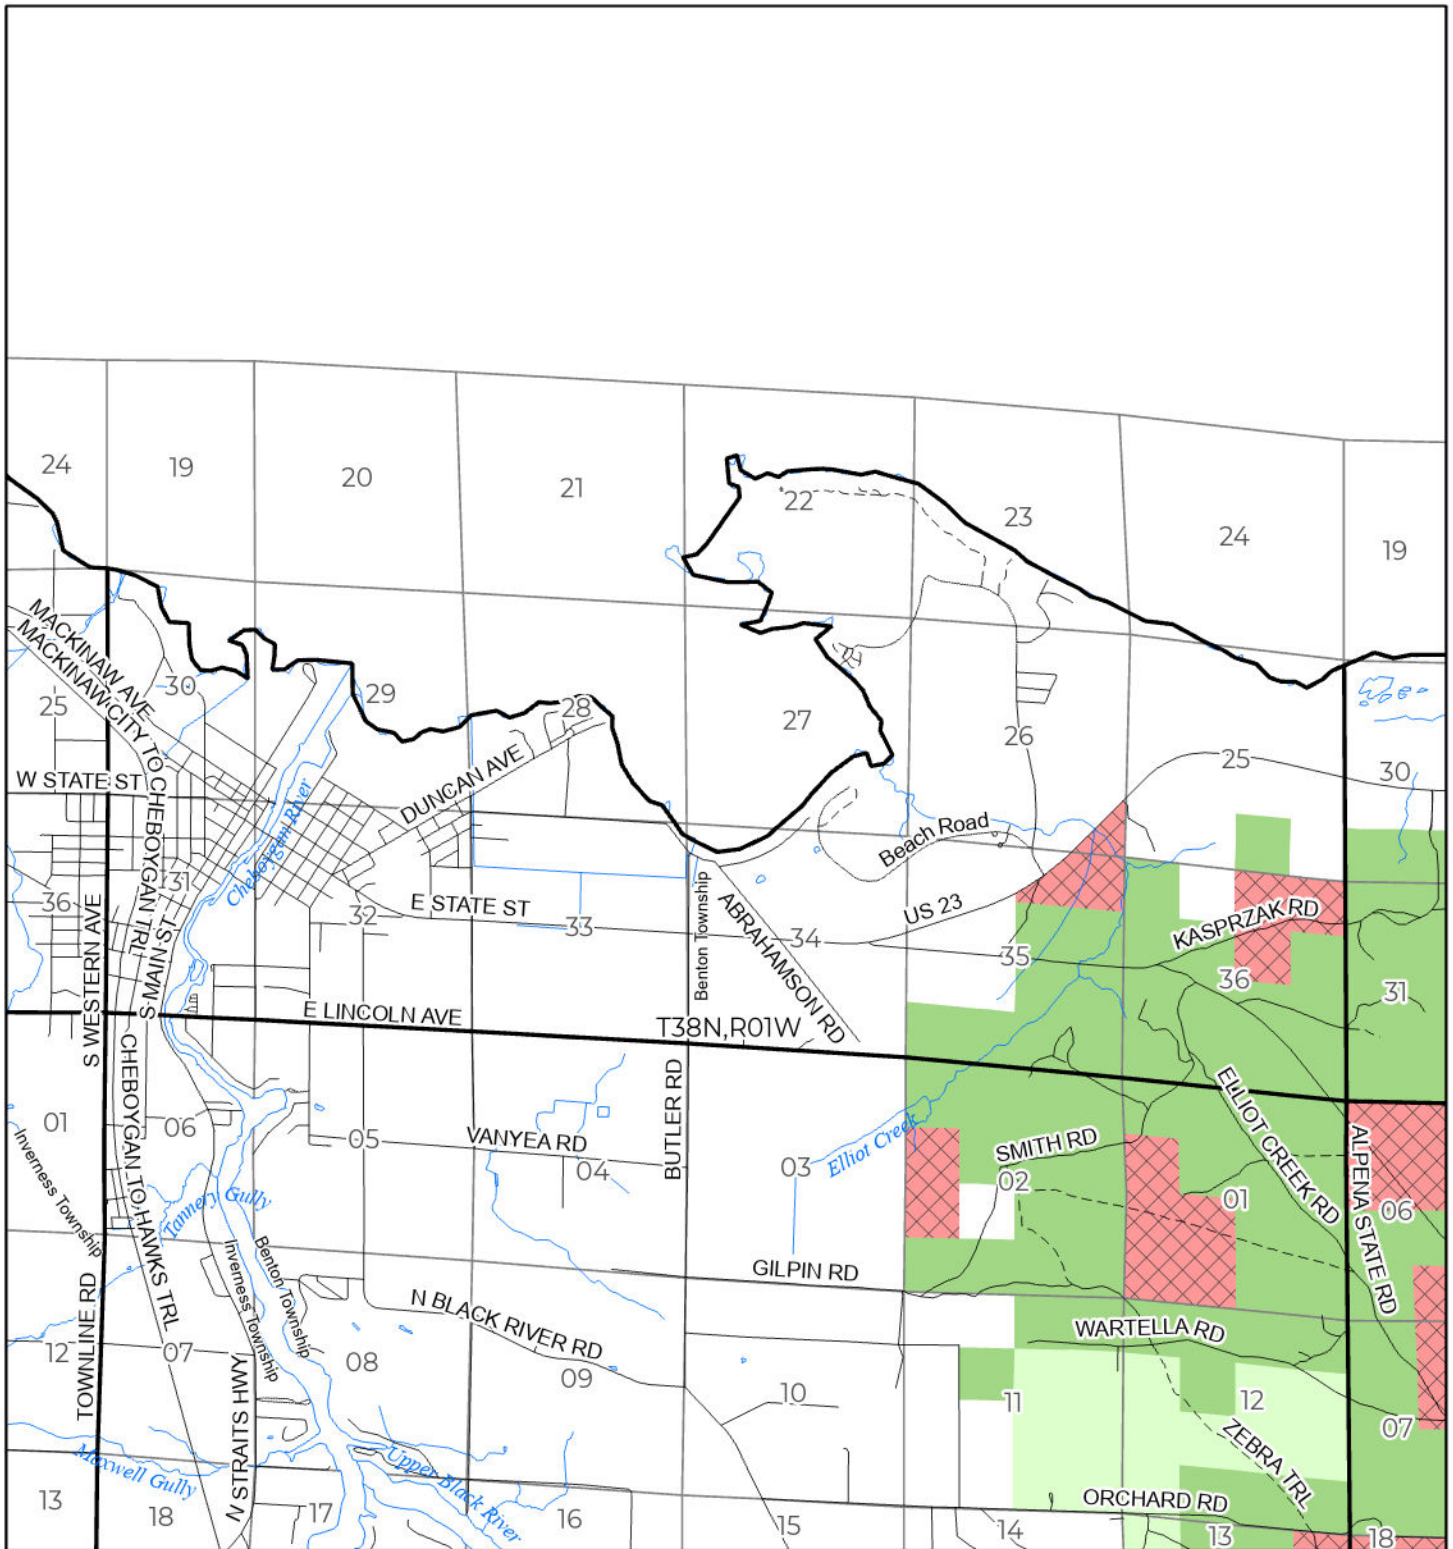 24
19
20
21
22
23
24
19
MACKINAW AVE
MACKINAW CITY TO CHEBOYGAN TRL
25
30
29
28
27
26
25
30
W STATE ST
DUNCAN AVE
Cheboygan River
Beach Road
US 23
KASPRZAK RD
36
31
32
E STATE ST
33
Benton Township
ABRAHAMSON RD
34
35
36
31
S WESTERN AVE
S MAIN ST
E LINCOLN AVE
T38N,R01W
CHEBOYGAN TO HAWKS TRL
BUTLER RD
ELLIOT CREEK RD
01
06
05
VANYEA RD
04
03
Elliot Creek
SMITH RD
02
01
ALPENA STATE RD
06
Inverness Township
Tannery Gully
Inverness Township
Benton Township
GILPIN RD
TOWNLINE RD
N BLACK RIVER RD
WARTELLA RD
12
07
08
09
10
11
12
07
N STRAITS HWY
ZEBRA TRL
Maxwell Gully
Upper Black River
ORCHARD RD
13
18
17
16
15
14
13
18